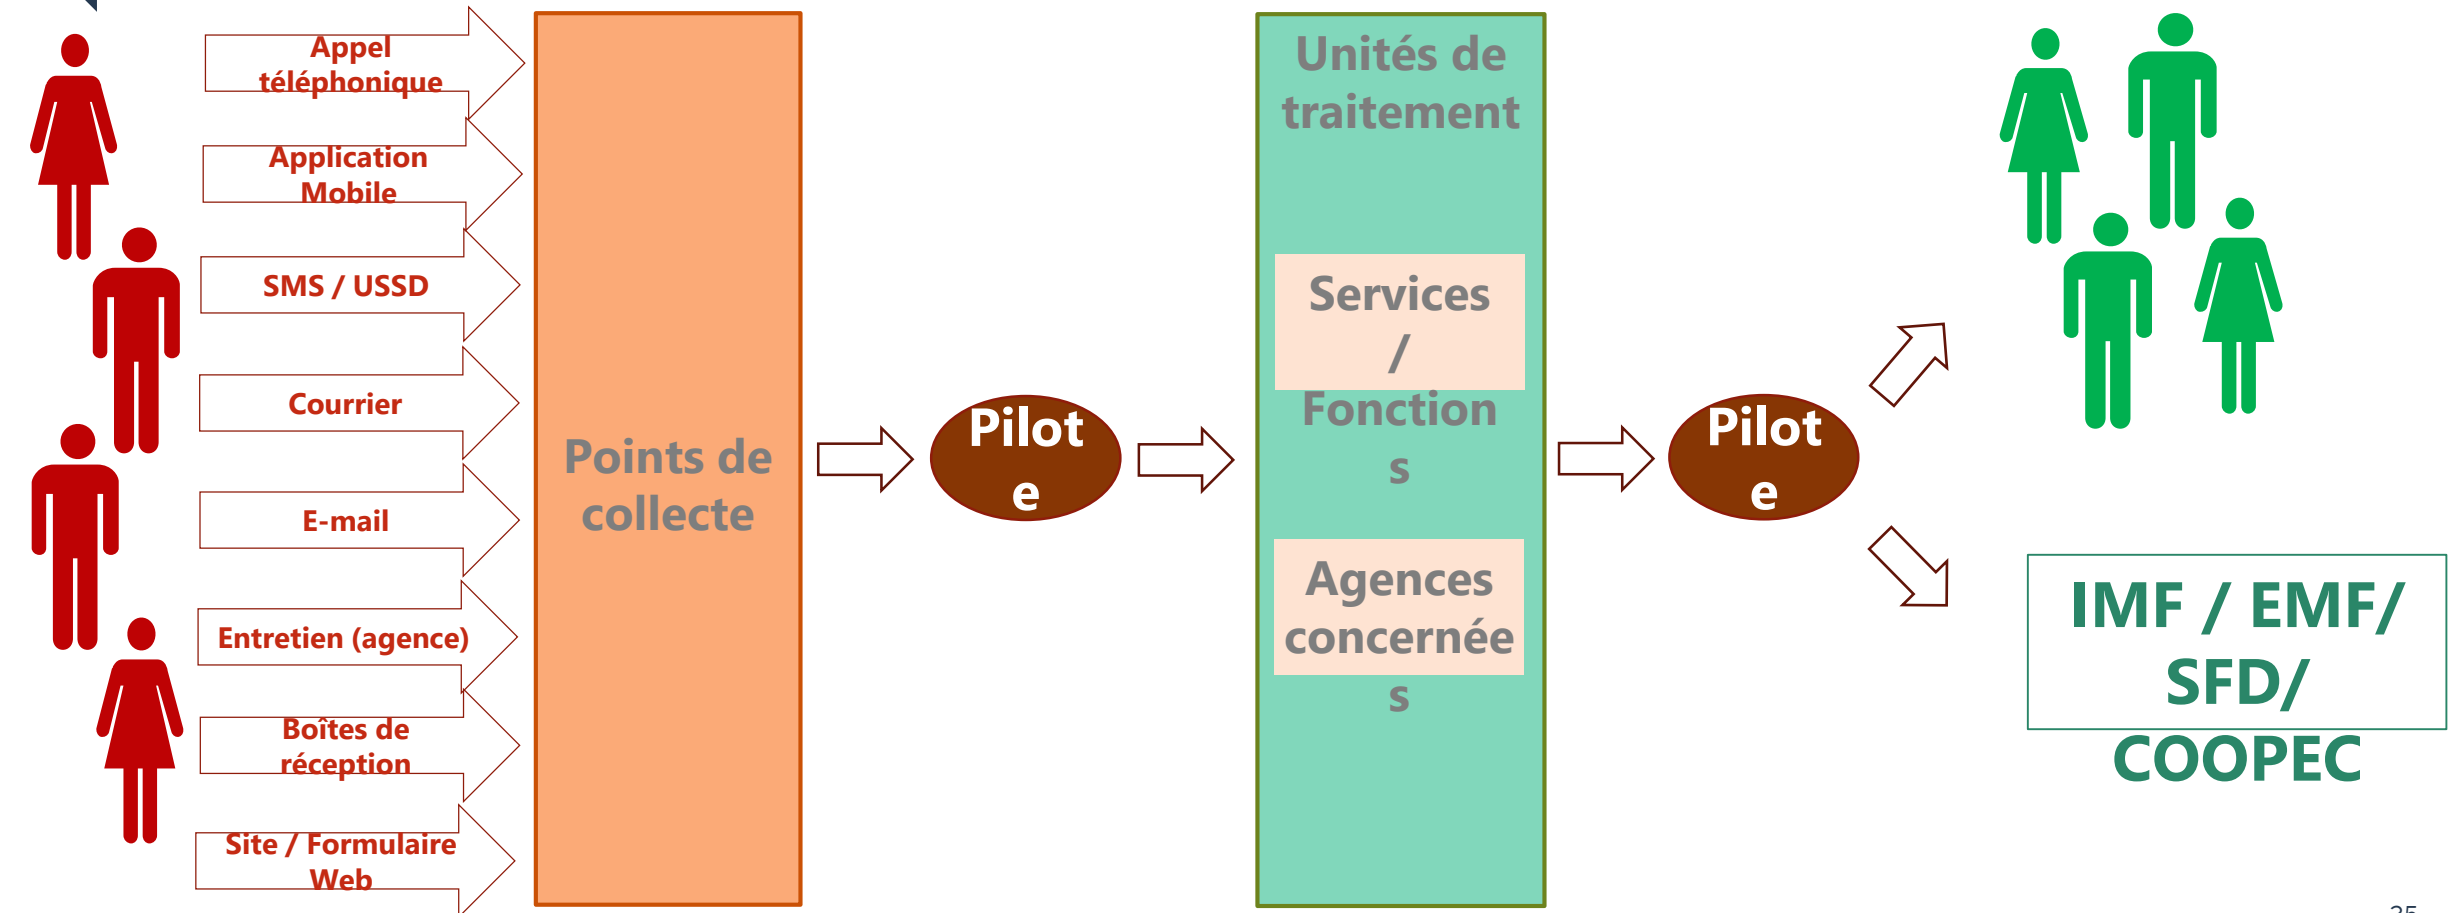 Appel
téléphonique
Application
Mobile
SMS / USSD
Courrier
E-mail
Entretien (agence)
Boîtes de
réception
Site / Formulaire
Web
Points de
collecte
Pilot
e
Unités de
traitement
Services
/
Fonction
s
Agences
concernée
s
Pilot
e
IMF / EMF/
SFD/
COOPEC